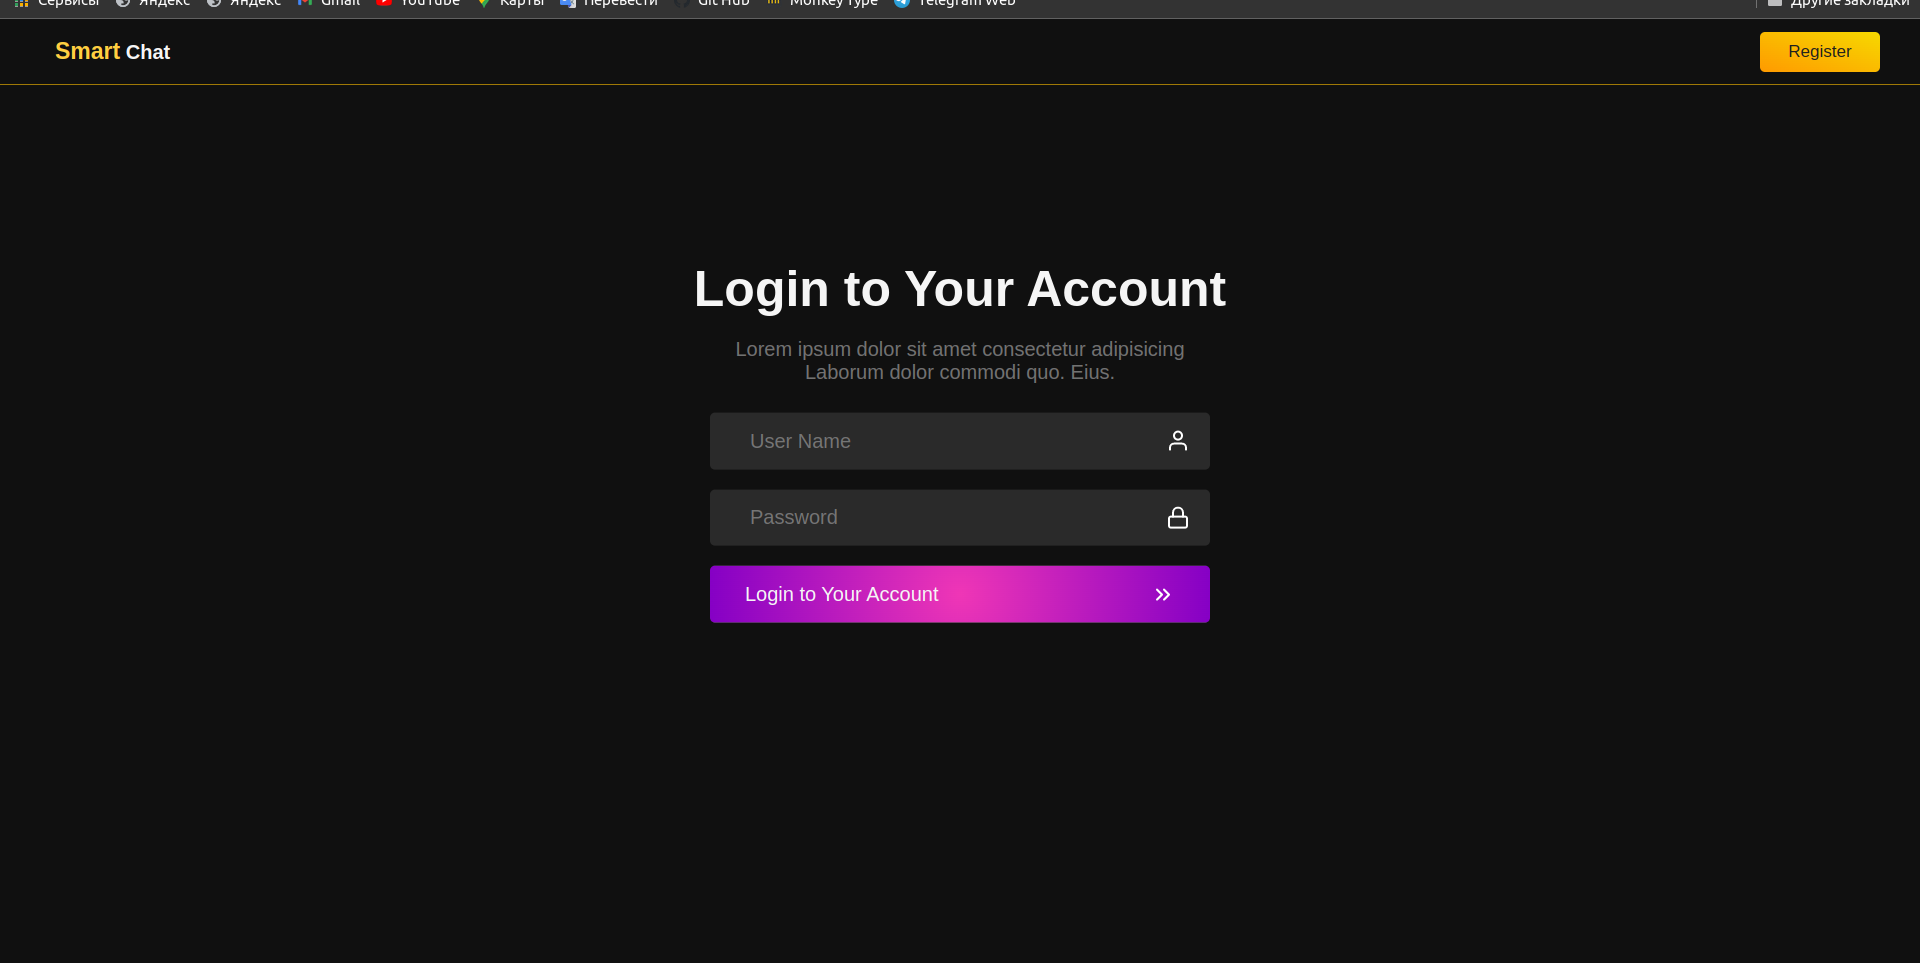 Сервисы Яндекс Яндекс Gmail YouTube Карты Перевести Git Hub Monkey Type Telegram Web Другие закладки
Smart Chat Register
Login to Your Account
Lorem ipsum dolor sit amet consectetur adipisicing
Laborum dolor commodi quo. Eius.
User Name
Password
Login to Your Account